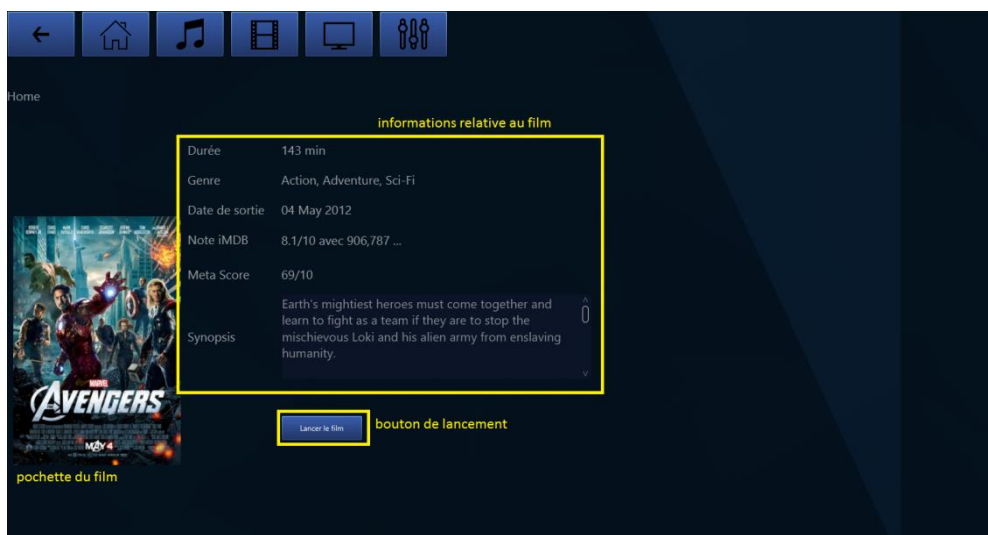 Home
informations relative au film
Durée 143 min
Genre Action, Adventure, Sci-Fi
Date de sortie 04 May 2012
Note iMDB 8.1/10 avec 906,787 ...
Meta Score 69/10
Synopsis
Earth's mightiest heroes must come together and
learn to fight as a team if they are to stop the
mischievous Loki and his alien army from enslaving
humanity.
MARVEL
AVENGERS
MAY 4
Lancer le film
bouton de lancement
pochette du film